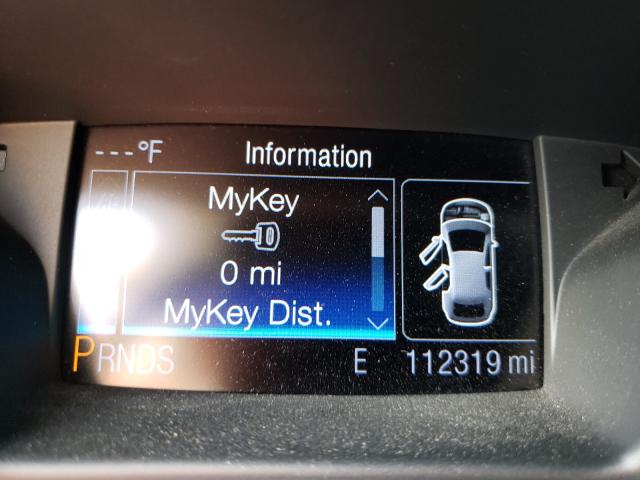 ---°F Information
MyKey
0 mi
MyKey Dist.
PRNDS E 112319 mi